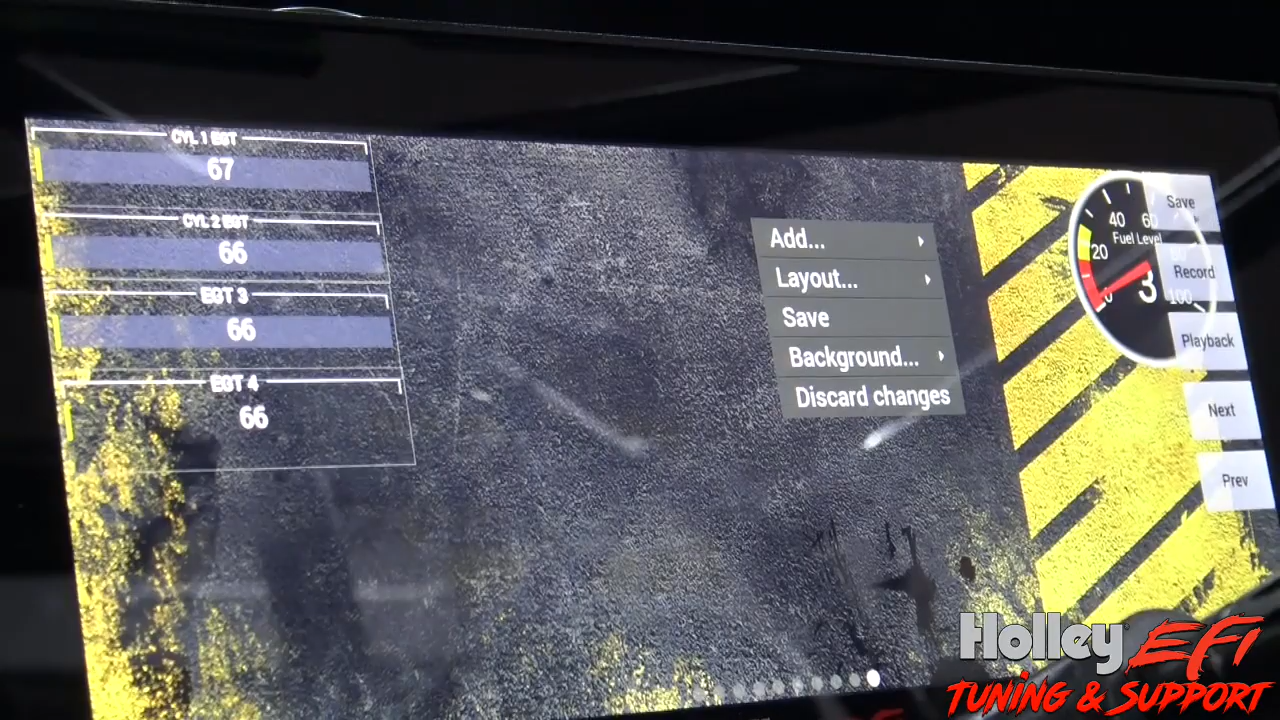 CYL 1 EGT
67
CYL 2 EGT
66
EGT 3
66
EGT 4
66
Add...
Layout...
Save
Background...
Discard changes
40
60
Fuel Level
20
80
0
3
100
Save
Record
Playback
Next
Prev
Holley EFI
TUNING & SUPPORT